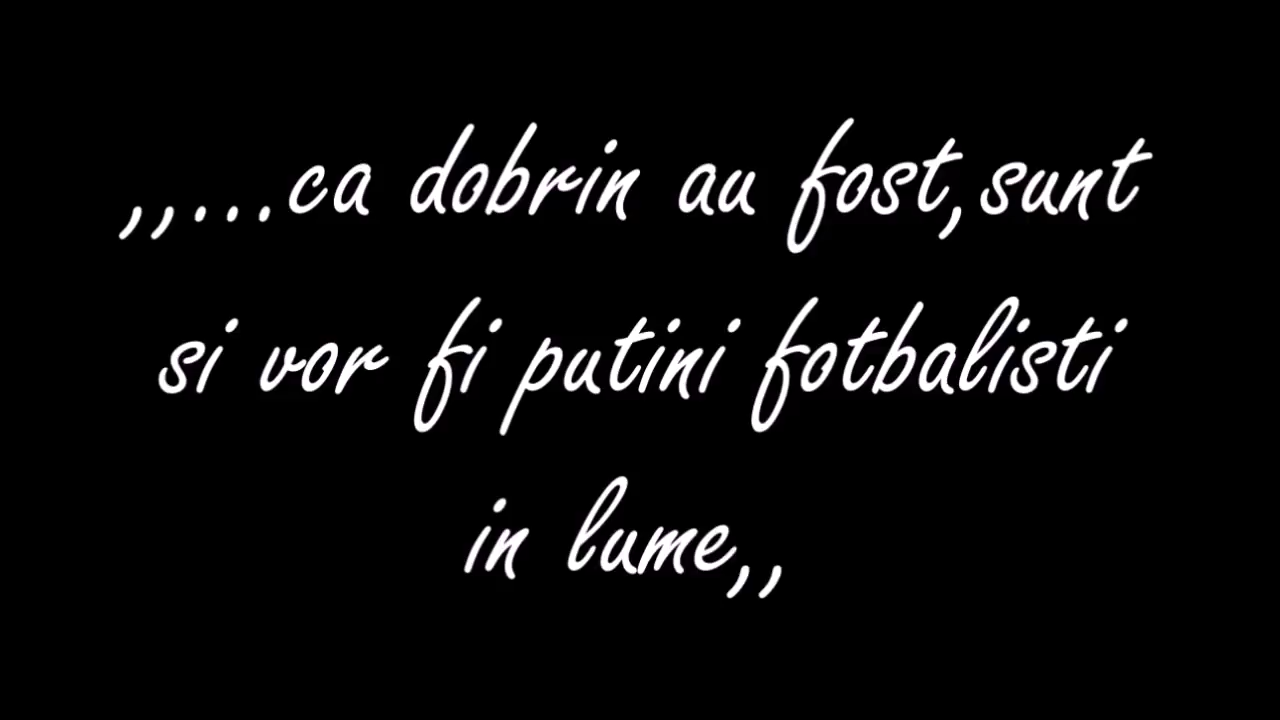 ,,...ca dobrin au fost,sunt
si vor fi putini fotbalisti
in lume,,